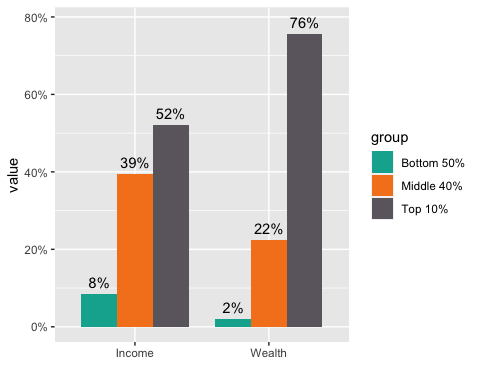 80%
60%
40%
20%
0%
value
8%
39%
52%
2%
22%
76%
Income
Wealth
group
Bottom 50%
Middle 40%
Top 10%